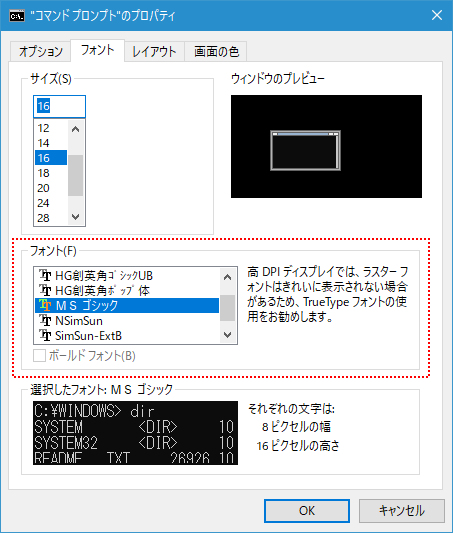 "コマンド プロンプト"のプロパティ
オプション フォント レイアウト 画面の色
サイズ(S)
16
12
14
16
18
20
24
28
ウィンドウのプレビュー
フォント(F)
HG創英角ｺﾞｼｯｸUB
HG創英角ﾎﾟｯﾌﾟ体
ＭＳ ゴシック
NSimSun
SimSun-ExtB
ボールド フォント(B)
高 DPI ディスプレイでは、ラスター フ
ォントはきれいに表示されない場合
があるため、TrueType フォントの使
用をお勧めします。
選択したフォント: ＭＳ ゴシック
C:¥WINDOWS> dir
SYSTEM <DIR> 10
SYSTEM32 <DIR> 10
README TXT 26926 10
それぞれの文字は:
8 ピクセルの幅
16 ピクセルの高さ
OK キャンセル